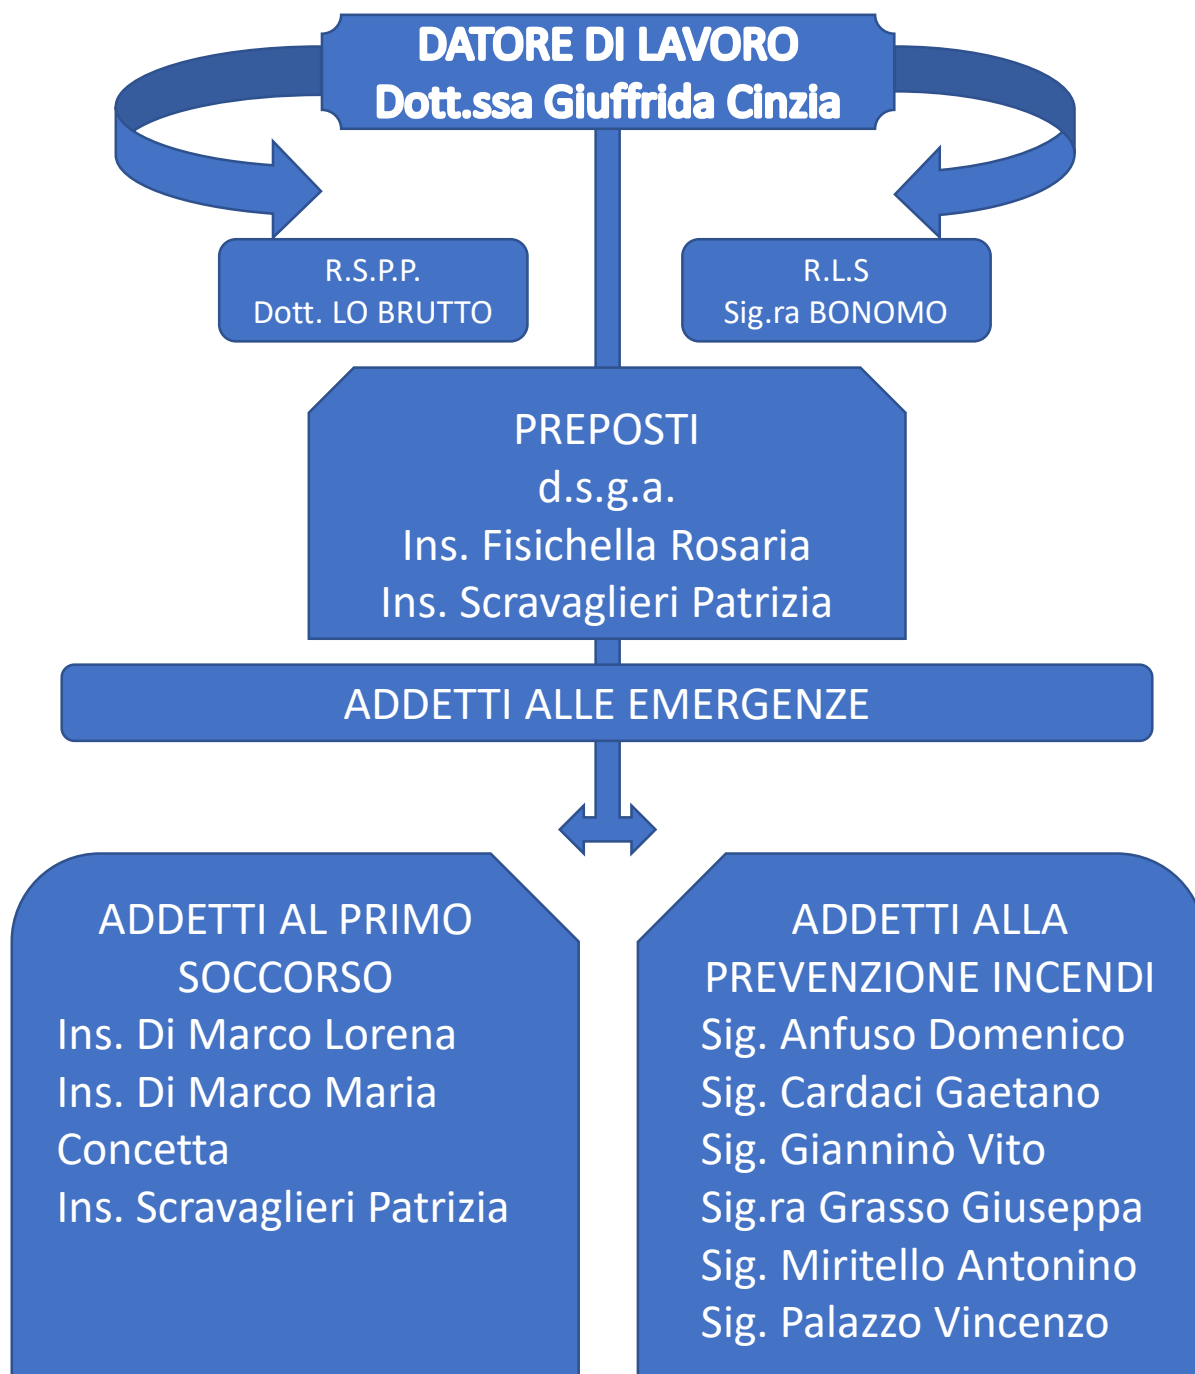 DATORE DI LAVORO
Dott.ssa Giuffrida Cinzia
R.S.P.P.
Dott. LO BRUTTO
R.L.S
Sig.ra BONOMO
PREPOSTI
d.s.g.a.
Ins. Fisichella Rosaria
Ins. Scravaglieri Patrizia
ADDETTI ALLE EMERGENZE
ADDETTI AL PRIMO
SOCCORSO
Ins. Di Marco Lorena
Ins. Di Marco Maria
Concetta
Ins. Scravaglieri Patrizia
ADDETTI ALLA
PREVENZIONE INCENDI
Sig. Anfuso Domenico
Sig. Cardaci Gaetano
Sig. Gianninò Vito
Sig.ra Grasso Giuseppa
Sig. Miritello Antonino
Sig. Palazzo Vincenzo